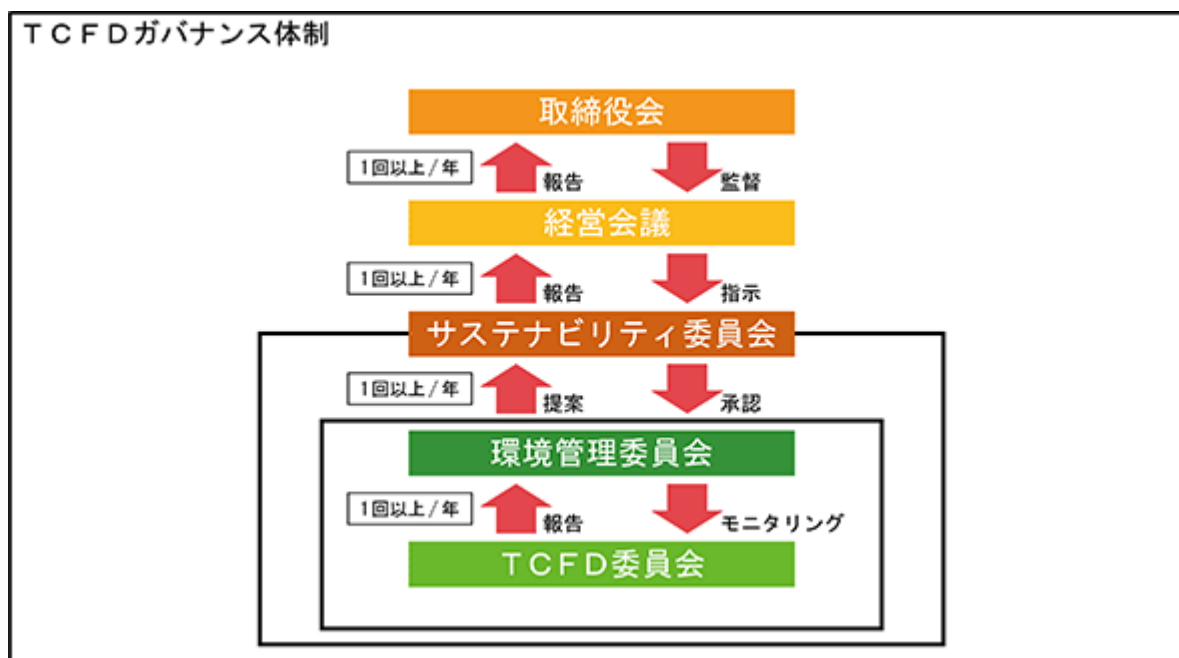 ＴＣＦＤガバナンス体制
取締役会
1回以上/年
報告
監督
経営会議
1回以上/年
報告
指示
サステナビリティ委員会
1回以上/年
提案
承認
環境管理委員会
1回以上/年
報告
モニタリング
ＴＣＦＤ委員会